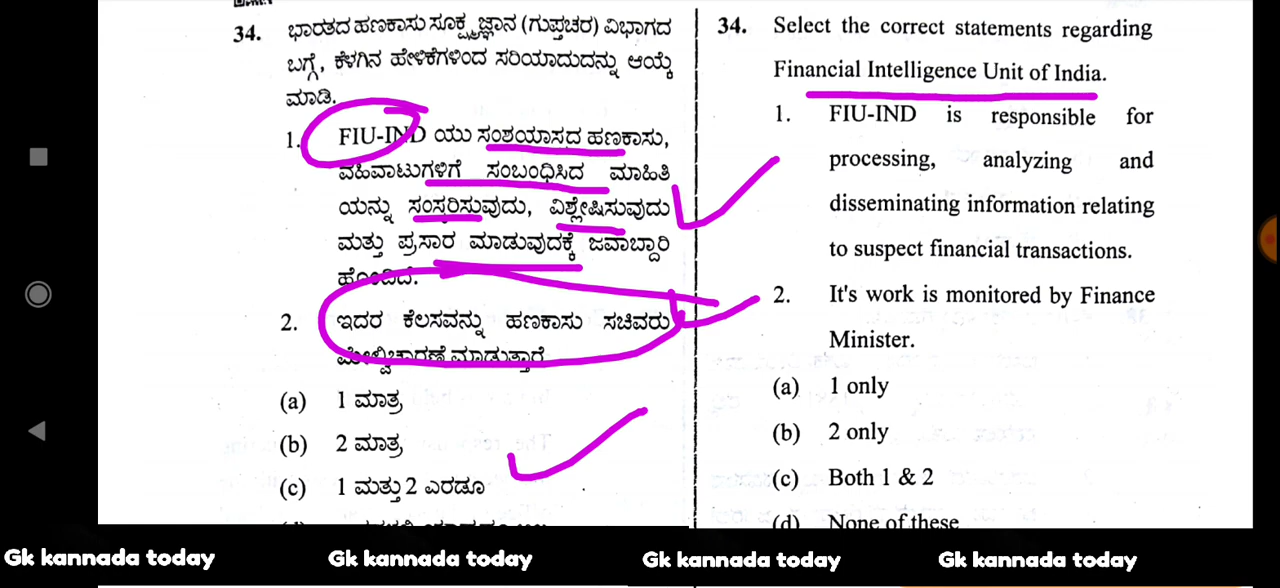 34. ಭಾರತದ ಹಣಕಾಸು ಸೂಕ್ಷ್ಮಜ್ಞಾನ (ಗುಪ್ತಚರ) ವಿಭಾಗದ
ಬಗ್ಗೆ, ಕೆಳಗಿನ ಹೇಳಿಕೆಗಳಿಂದ ಸರಿಯಾದುದನ್ನು ಆಯ್ಕೆ
ಮಾಡಿ.
1. FIU-IND ಯು ಸಂಶಯಾಸದ ಹಣಕಾಸು,
ವಹಿವಾಟುಗಳಿಗೆ ಸಂಬಂಧಿಸಿದ ಮಾಹಿತಿ
ಯನ್ನು ಸಂಸ್ಕರಿಸುವುದು, ವಿಶ್ಲೇಷಿಸುವುದು
ಮತ್ತು ಪ್ರಸಾರ ಮಾಡುವುದಕ್ಕೆ ಜವಾಬ್ದಾರಿ
ಹೊಂದಿದೆ.
2. ಇದರ ಕೆಲಸವನ್ನು ಹಣಕಾಸು ಸಚಿವರು
ಮೇಲ್ವಿಚಾರಣೆ ಮಾಡುತ್ತಾರೆ
(a) 1 ಮಾತ್ರ
(b) 2 ಮಾತ್ರ
(c) 1 ಮತ್ತು 2 ಎರಡೂ
34. Select the correct statements regarding
Financial Intelligence Unit of India.
1. FIU-IND is responsible for
processing, analyzing and
disseminating information relating
to suspect financial transactions.
2. It's work is monitored by Finance
Minister.
(a) 1 only
(b) 2 only
(c) Both 1 & 2
(d) None of these
Gk kannada today Gk kannada today Gk kannada today Gk kannada today